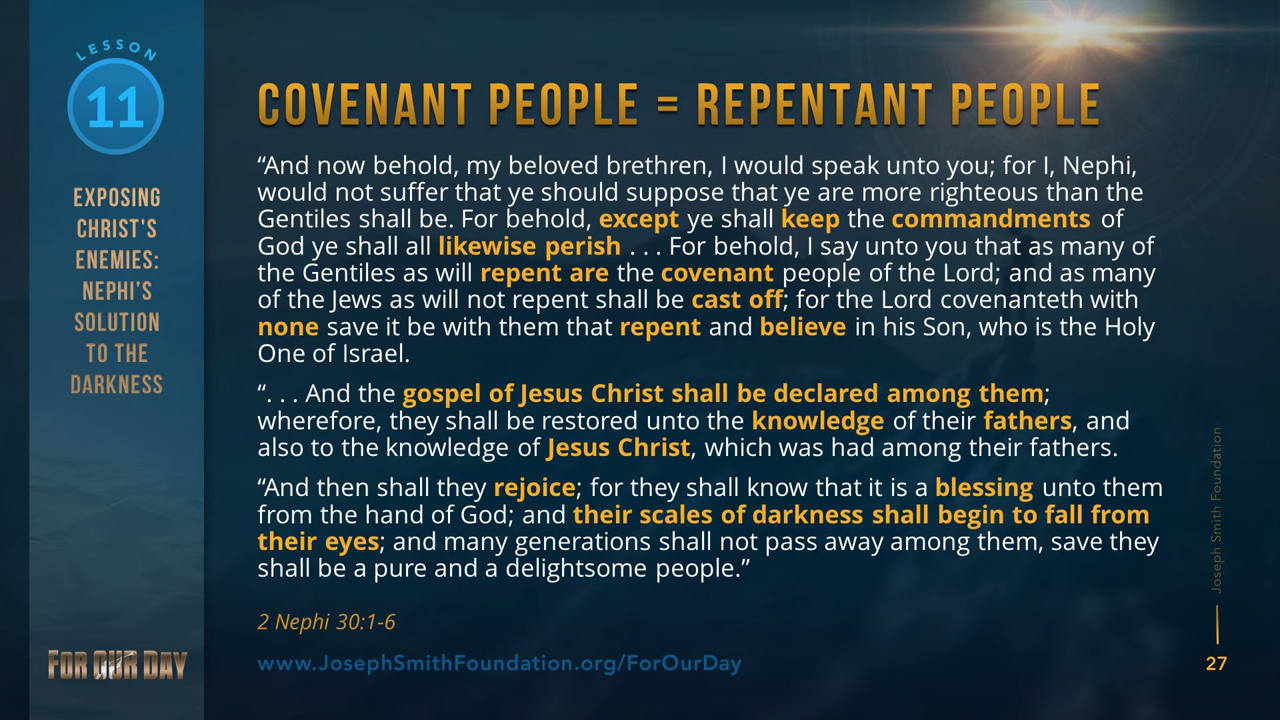 LESSON
11
EXPOSING
CHRIST'S
ENEMIES:
NEPHI'S
SOLUTION
TO THE
DARKNESS
FOR OUR DAY
COVENANT PEOPLE = REPENTANT PEOPLE
“And now behold, my beloved brethren, I would speak unto you; for I, Nephi,
would not suffer that ye should suppose that ye are more righteous than the
Gentiles shall be. For behold, except ye shall keep the commandments of
God ye shall all likewise perish . . . For behold, I say unto you that as many of
the Gentiles as will repent are the covenant people of the Lord; and as many
of the Jews as will not repent shall be cast off; for the Lord covenanteth with
none save it be with them that repent and believe in his Son, who is the Holy
One of Israel.
“. . . And the gospel of Jesus Christ shall be declared among them;
wherefore, they shall be restored unto the knowledge of their fathers, and
also to the knowledge of Jesus Christ, which was had among their fathers.
“And then shall they rejoice; for they shall know that it is a blessing unto them
from the hand of God; and their scales of darkness shall begin to fall from
their eyes; and many generations shall not pass away among them, save they
shall be a pure and a delightsome people.”
2 Nephi 30:1-6
www.JosephSmithFoundation.org/ForOurDay
Joseph Smith Foundation
27